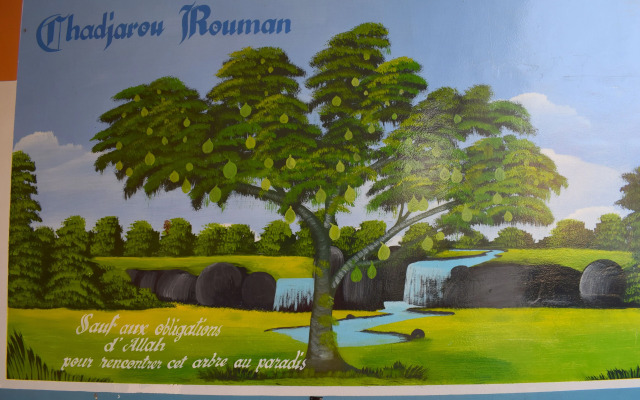 Chadjarou Rouman
Sauf aux obligations
d'Allah
pour rencontrer cet arbre au paradis